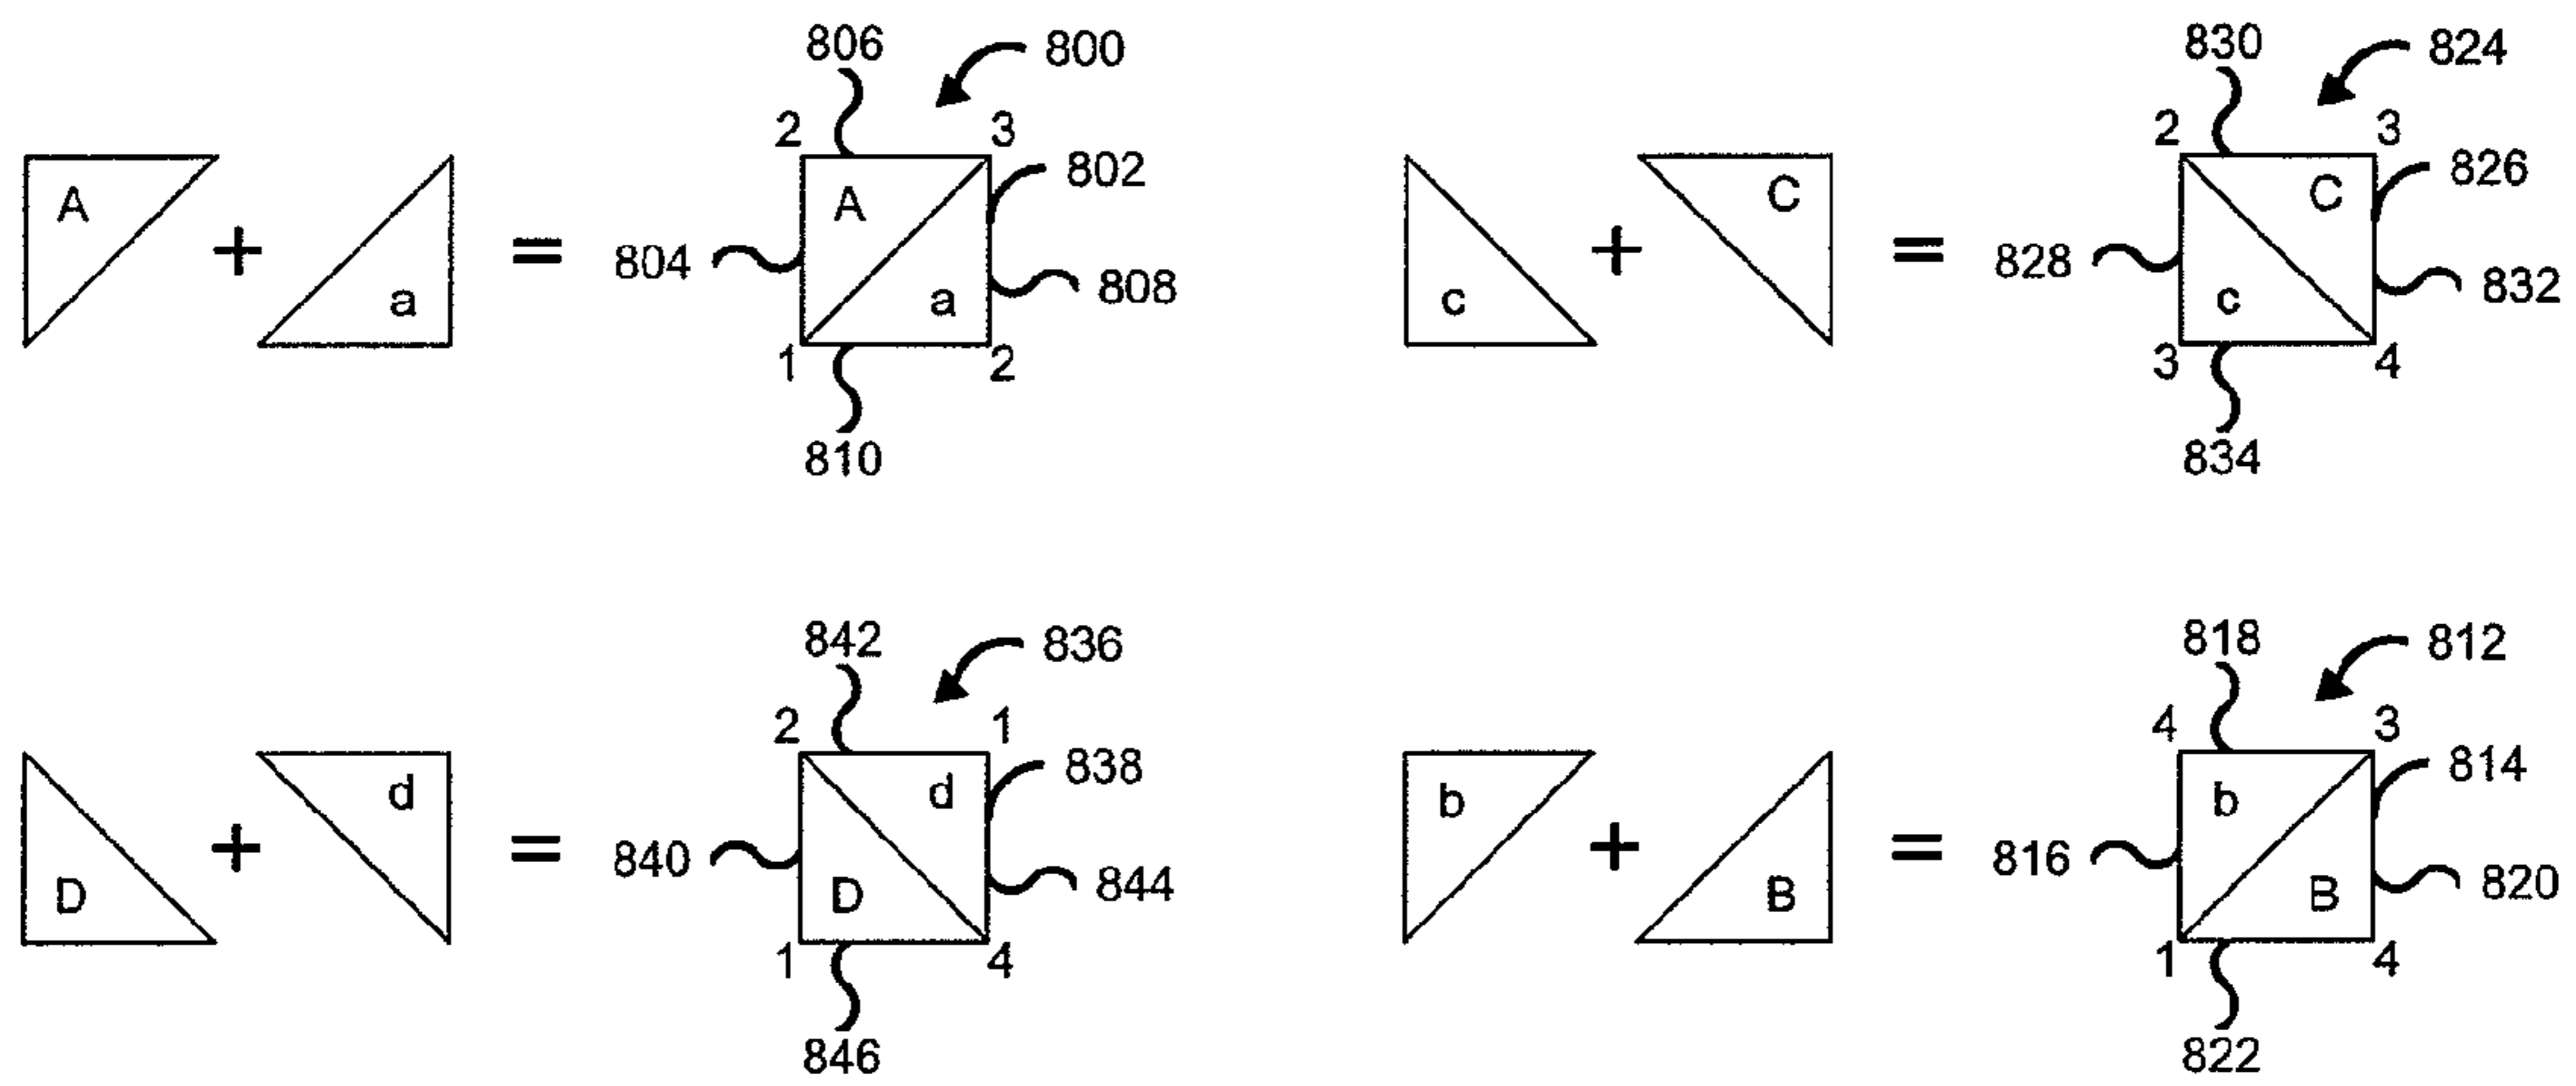 806 800 830 824
2 3 2 3
A 802 C 826
+ = A + C = C
804 828
a a 808 c c 832
1 2 3 4
810 834
842 836 818 812
2 1 4 3
d d 838 b b 814
+ = +  =
840 816
D D 844 B B 820
1 4 1 4
846 822